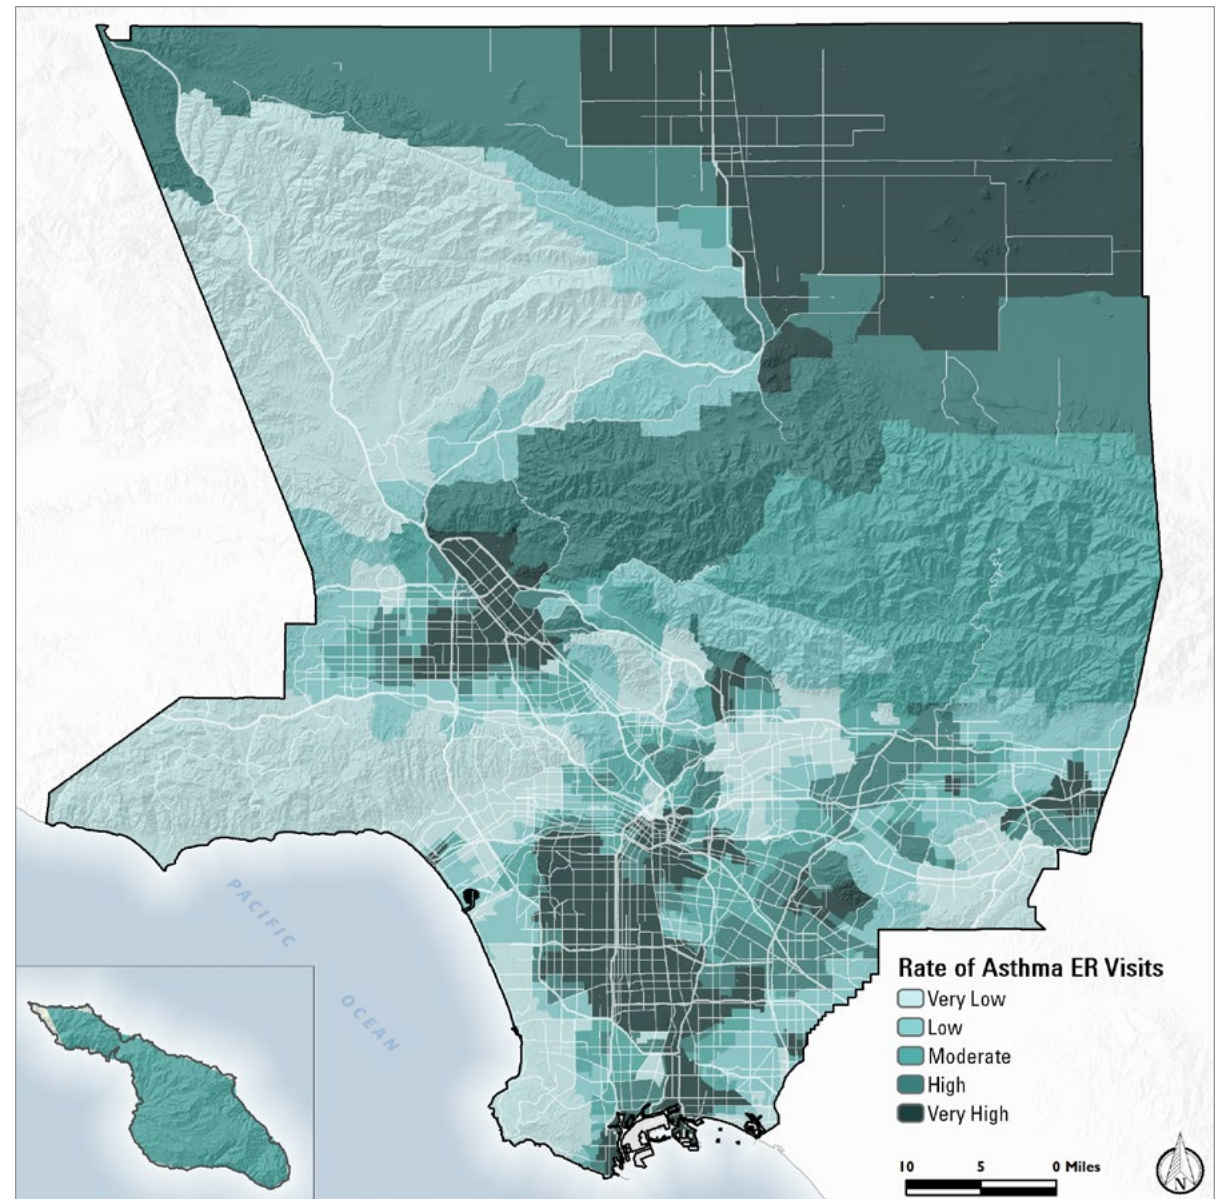 PACIFIC
OCEAN
Rate of Asthma ER Visits
Very Low
Low
Moderate
High
Very High
10 5 0 Miles
N